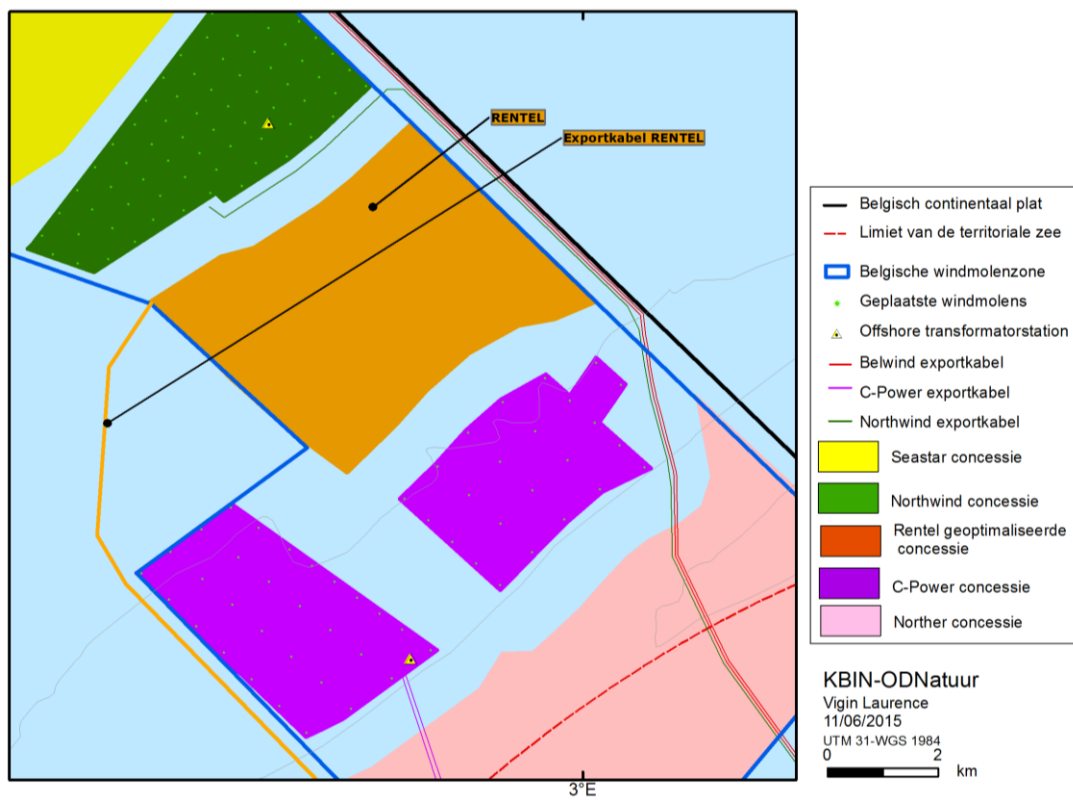 RENTEL
Exportkabel RENTEL
3°E
Belgisch continentaal plat
Limiet van de territoriale zee
Belgische windmolenzone
Geplaatste windmolens
Offshore transformatorstation
Belwind exportkabel
C-Power exportkabel
Northwind exportkabel
Seastar concessie
Northwind concessie
Rentel geoptimaliseerde
concessie
C-Power concessie
Norther concessie
KBIN-ODNatuur
Vigin Laurence
11/06/2015
UTM 31-WGS 1984
0 2
km